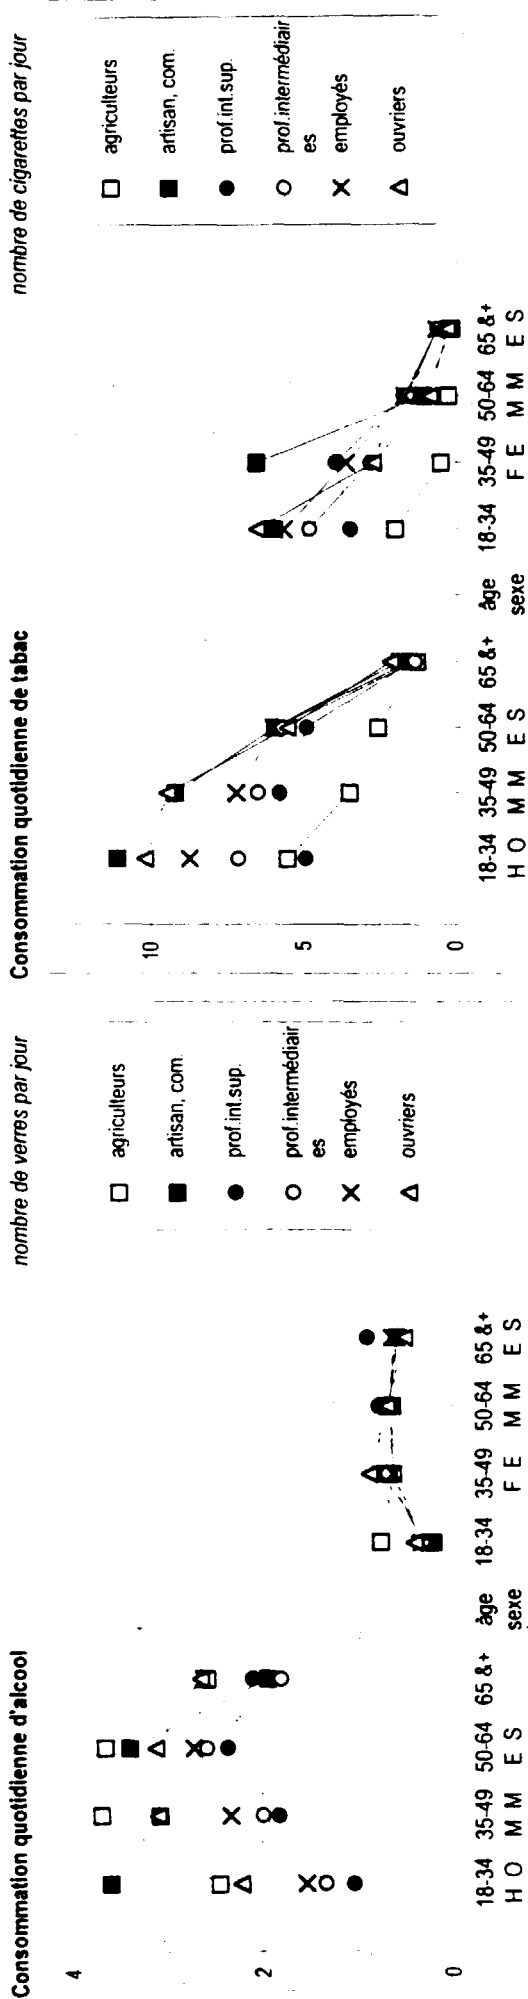 Consommation quotidienne d'alcool
nombre de verres par jour
4
2
0
18-34 35-49 50-64 65 &+ âge 18-34 35-49 50-64 65 &+
H O M M E S sexe F E M M E S
agriculteurs
artisan, com.
prof.int.sup.
prof.intermédiair
es
employés
ouvriers
Consommation quotidienne de tabac
nombre de cigarettes par jour
10
5
0
18-34 35-49 50-64 65 &+ âge 18-34 35-49 50-64 65 &+
H O M M E S sexe F E M M E S
agriculteurs
artisan, com.
prof.int.sup.
prof.intermédiair
es
employés
ouvriers